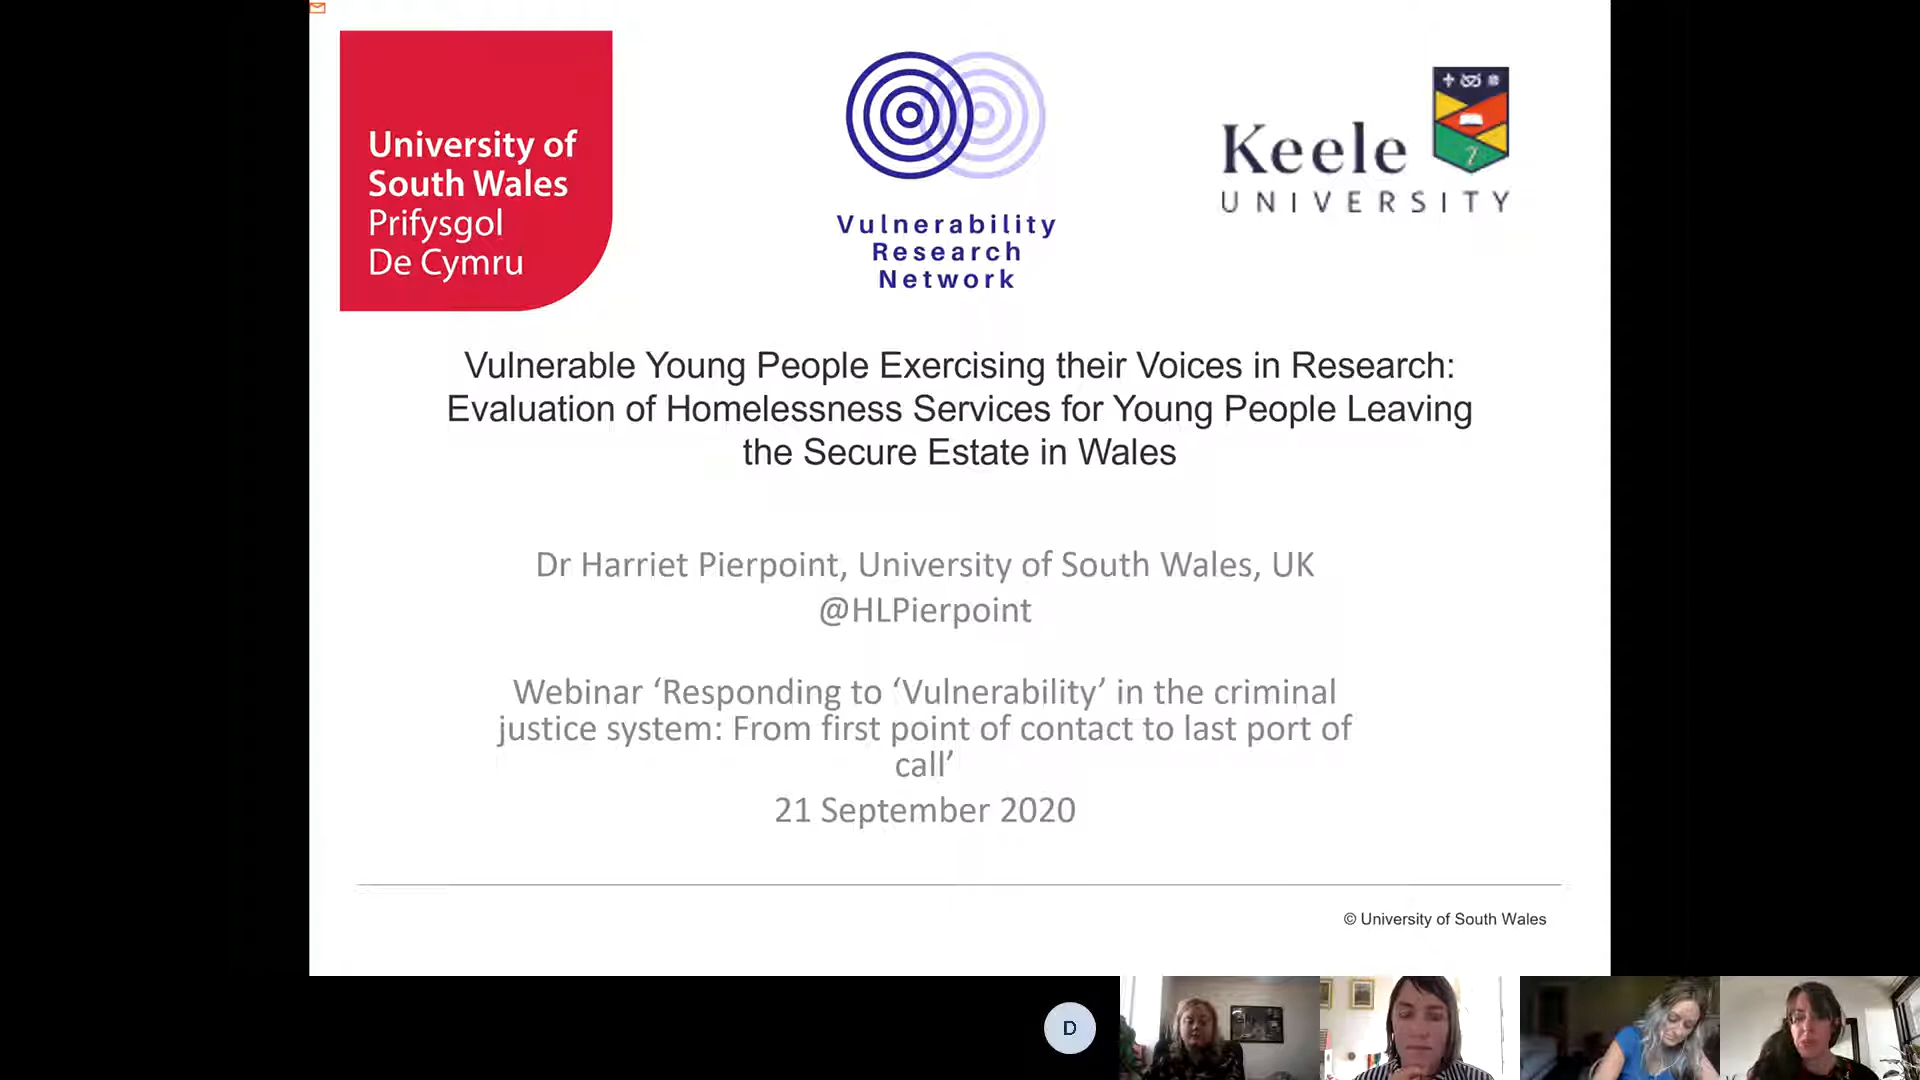 University of
South Wales
Prifysgol
De Cymru
Vulnerability
Research
Network
Keele
UNIVERSITY
Vulnerable Young People Exercising their Voices in Research:
Evaluation of Homelessness Services for Young People Leaving
the Secure Estate in Wales
Dr Harriet Pierpoint, University of South Wales, UK
@HLPierpoint
Webinar ‘Responding to ‘Vulnerability’ in the criminal
justice system: From first point of contact to last port of
call’
21 September 2020
© University of South Wales
D